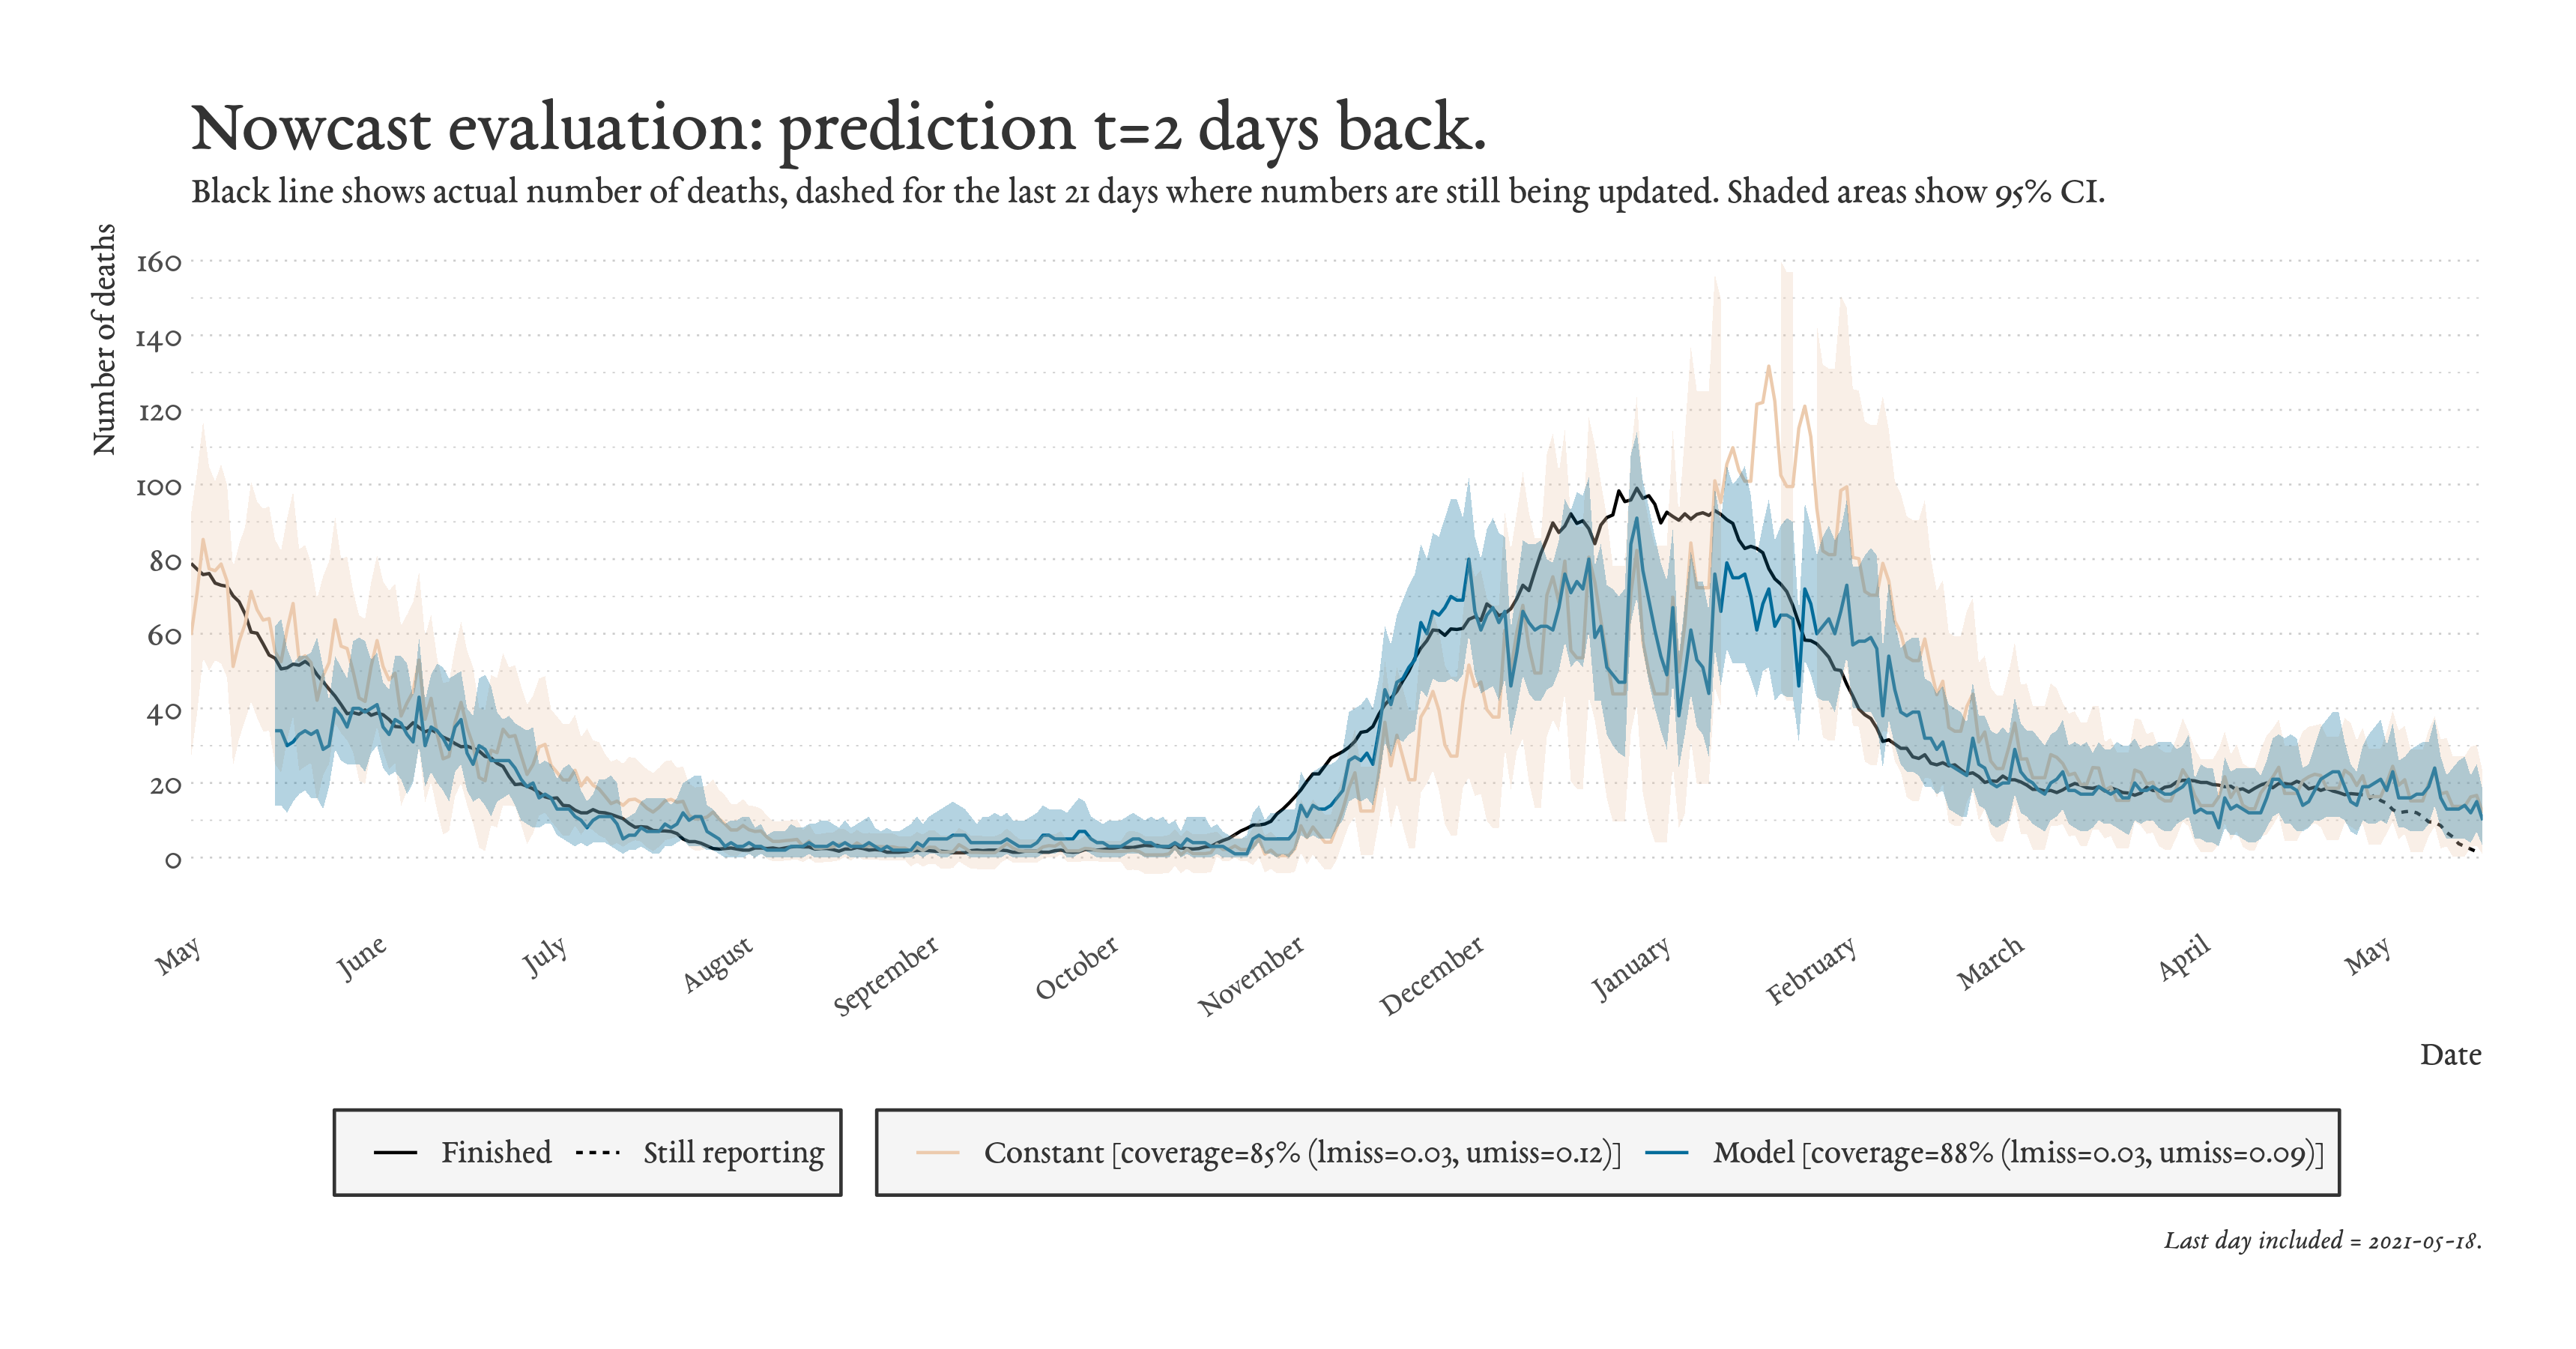 Nowcast evaluation: prediction t=2 days back.
Black line shows actual number of deaths, dashed for the last 21 days where numbers are still being updated. Shaded areas show 95% CI.
Number of deaths
160
140
120
100
80
60
40
20
0
May
June
July
August
September
October
November
December
January
February
March
April
May
Date
Finished
Still reporting
Constant [coverage=85% (lmiss=0.03, umiss=0.12)]
Model [coverage=88% (lmiss=0.03, umiss=0.09)]
Last day included = 2021-05-18.